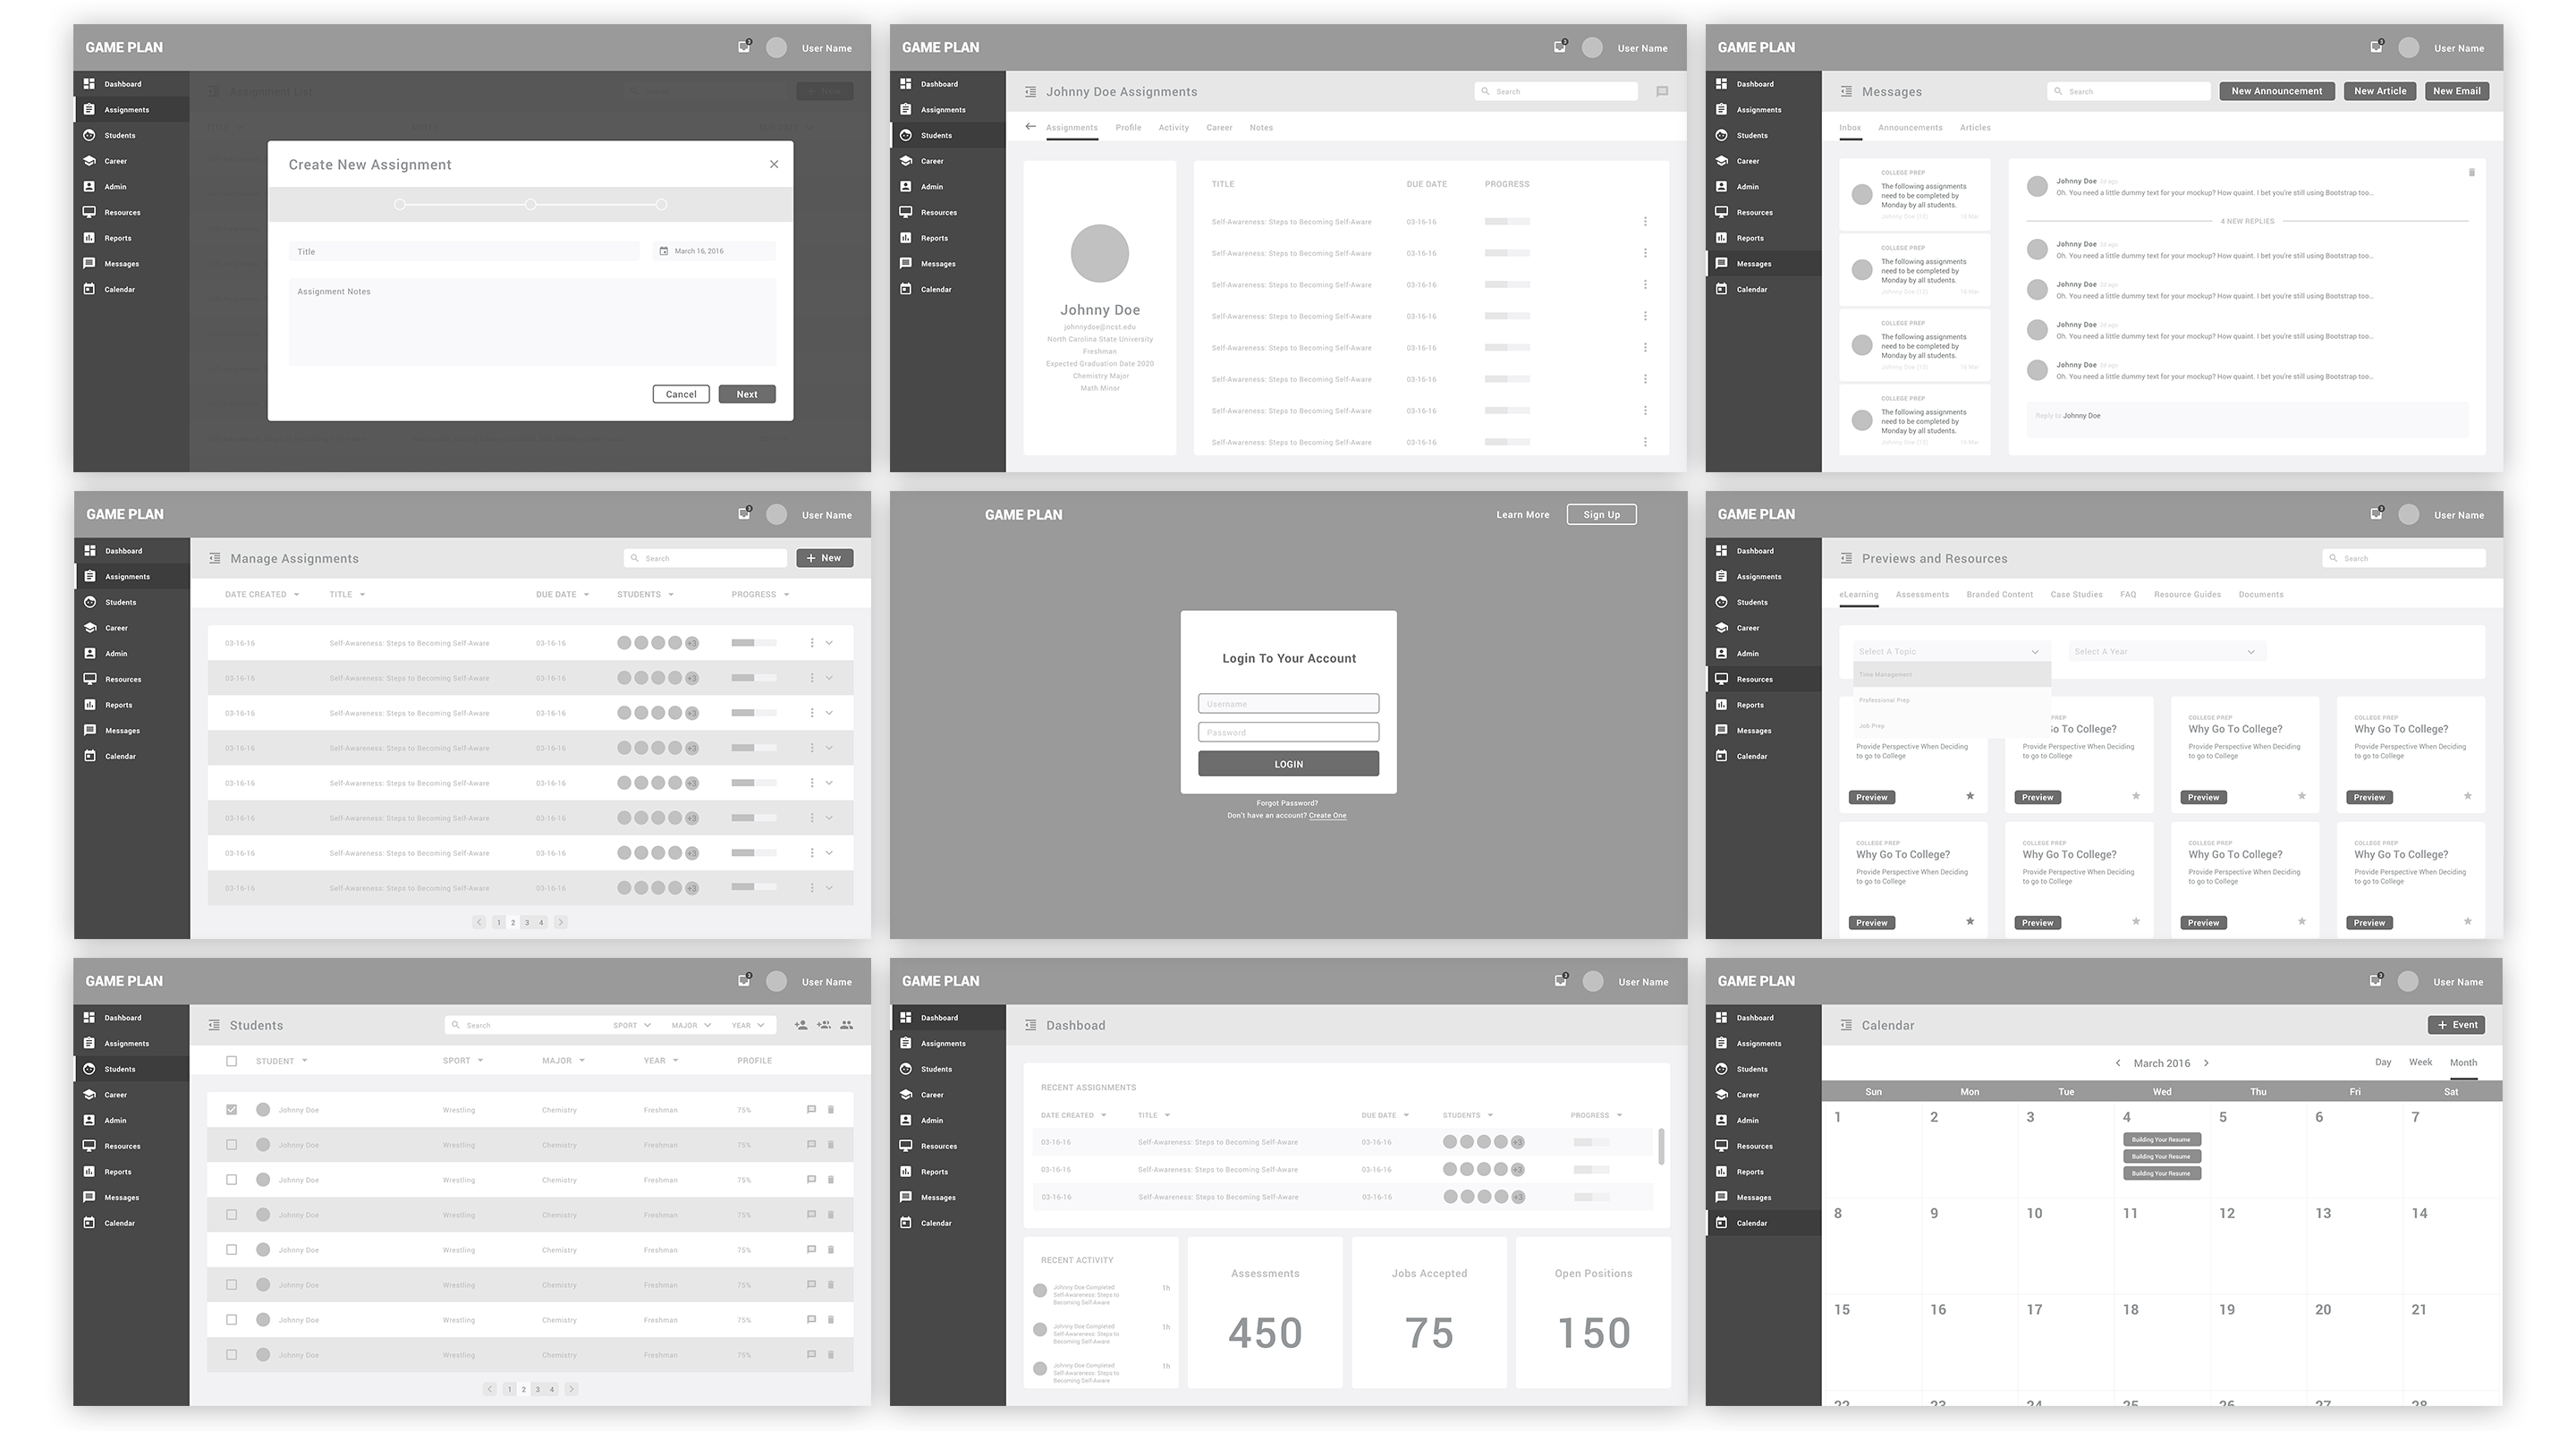 GAME PLAN
3
User Name
Dashboard
Assignments
Students
Career
Admin
Resources
Reports
Messages
Calendar
Assignment List
Search
+ New
Create New Assignment
Title
March 16, 2016
Assignment Notes
Cancel
Next
GAME PLAN
3
User Name
Dashboard
Assignments
Students
Career
Admin
Resources
Reports
Messages
Calendar
Johnny Doe Assignments
Search
Assignments Profile Activity Career Notes
Johnny Doe
johnnydoe@ncst.edu
North Carolina State University
Freshman
Expected Graduation Date 2020
Chemistry Major
Math Minor
TITLE DUE DATE PROGRESS
Self-Awareness: Steps to Becoming Self-Aware 03-16-16
Self-Awareness: Steps to Becoming Self-Aware 03-16-16
Self-Awareness: Steps to Becoming Self-Aware 03-16-16
Self-Awareness: Steps to Becoming Self-Aware 03-16-16
Self-Awareness: Steps to Becoming Self-Aware 03-16-16
Self-Awareness: Steps to Becoming Self-Aware 03-16-16
Self-Awareness: Steps to Becoming Self-Aware 03-16-16
Self-Awareness: Steps to Becoming Self-Aware 03-16-16
GAME PLAN
3
User Name
Dashboard
Assignments
Students
Career
Admin
Resources
Reports
Messages
Calendar
Messages
Search
New Announcement
New Article
New Email
Inbox Announcements Articles
COLLEGE PREP
The following assignments
need to be completed by
Monday by all students.
Johnny Doe (12) 16 Mar
COLLEGE PREP
The following assignments
need to be completed by
Monday by all students.
Johnny Doe (12) 16 Mar
COLLEGE PREP
The following assignments
need to be completed by
Monday by all students.
Johnny Doe (12) 16 Mar
COLLEGE PREP
The following assignments
need to be completed by
Monday by all students.
Johnny Doe (12) 16 Mar
Johnny Doe 2d ago
Oh. You need a little dummy text for your mockup? How quaint. I bet you're still using Bootstrap too...
4 NEW REPLIES
Johnny Doe 2d ago
Oh. You need a little dummy text for your mockup? How quaint. I bet you're still using Bootstrap too...
Johnny Doe 2d ago
Oh. You need a little dummy text for your mockup? How quaint. I bet you're still using Bootstrap too...
Johnny Doe 2d ago
Oh. You need a little dummy text for your mockup? How quaint. I bet you're still using Bootstrap too...
Johnny Doe 2d ago
Oh. You need a little dummy text for your mockup? How quaint. I bet you're still using Bootstrap too...
Reply to Johnny Doe
GAME PLAN
3
User Name
Dashboard
Assignments
Students
Career
Admin
Resources
Reports
Messages
Calendar
Manage Assignments
Search
+ New
DATE CREATED TITLE DUE DATE STUDENTS PROGRESS
03-16-16 Self-Awareness: Steps to Becoming Self-Aware 03-16-16 +3
03-16-16 Self-Awareness: Steps to Becoming Self-Aware 03-16-16 +3
03-16-16 Self-Awareness: Steps to Becoming Self-Aware 03-16-16 +3
03-16-16 Self-Awareness: Steps to Becoming Self-Aware 03-16-16 +3
03-16-16 Self-Awareness: Steps to Becoming Self-Aware 03-16-16 +3
03-16-16 Self-Awareness: Steps to Becoming Self-Aware 03-16-16 +3
03-16-16 Self-Awareness: Steps to Becoming Self-Aware 03-16-16 +3
03-16-16 Self-Awareness: Steps to Becoming Self-Aware 03-16-16 +3
< 1 2 3 4 >
GAME PLAN
Learn More
Sign Up
Login To Your Account
Username
Password
LOGIN
Forgot Password?
Don't have an account? Create One
GAME PLAN
3
User Name
Dashboard
Assignments
Students
Career
Admin
Resources
Reports
Messages
Calendar
Previews and Resources
Search
eLearning Assessments Branded Content Case Studies FAQ Resource Guides Documents
Select A Topic
Select A Year
Time Management
Professional Prep
Job Prep
Provide Perspective When Deciding
to go to College
Preview
COLLEGE PREP
Go To College?
Provide Perspective When Deciding
to go to College
Preview
COLLEGE PREP
Why Go To College?
Provide Perspective When Deciding
to go to College
Preview
COLLEGE PREP
Why Go To College?
Provide Perspective When Deciding
to go to College
Preview
COLLEGE PREP
Why Go To College?
Provide Perspective When Deciding
to go to College
Preview
COLLEGE PREP
Why Go To College?
Provide Perspective When Deciding
to go to College
Preview
COLLEGE PREP
Why Go To College?
Provide Perspective When Deciding
to go to College
Preview
COLLEGE PREP
Why Go To College?
Provide Perspective When Deciding
to go to College
Preview
GAME PLAN
3
User Name
Dashboard
Assignments
Students
Career
Admin
Resources
Reports
Messages
Calendar
Students
Search SPORT MAJOR YEAR
STUDENT SPORT MAJOR YEAR PROFILE
Johnny Doe Wrestling Chemistry Freshman 75%
Johnny Doe Wrestling Chemistry Freshman 75%
Johnny Doe Wrestling Chemistry Freshman 75%
Johnny Doe Wrestling Chemistry Freshman 75%
Johnny Doe Wrestling Chemistry Freshman 75%
Johnny Doe Wrestling Chemistry Freshman 75%
Johnny Doe Wrestling Chemistry Freshman 75%
Johnny Doe Wrestling Chemistry Freshman 75%
< 1 2 3 4 >
GAME PLAN
3
User Name
Dashboard
Assignments
Students
Career
Admin
Resources
Reports
Messages
Calendar
Dashboad
RECENT ASSIGNMENTS
DATE CREATED TITLE DUE DATE STUDENTS PROGRESS
03-16-16 Self-Awareness: Steps to Becoming Self-Aware 03-16-16 +3
03-16-16 Self-Awareness: Steps to Becoming Self-Aware 03-16-16 +3
03-16-16 Self-Awareness: Steps to Becoming Self-Aware 03-16-16 +3
RECENT ACTIVITY
Johnny Doe Completed 1h
Self-Awareness: Steps to
Becoming Self-Aware
Johnny Doe Completed 1h
Self-Awareness: Steps to
Becoming Self-Aware
Johnny Doe Completed 1h
Self-Awareness: Steps to
Becoming Self-Aware
Assessments
450
Jobs Accepted
75
Open Positions
150
GAME PLAN
3
User Name
Dashboard
Assignments
Students
Career
Admin
Resources
Reports
Messages
Calendar
Calendar
+ Event
< March 2016 >
Day Week Month
Sun Mon Tue Wed Thu Fri Sat
1 2 3 4 5 6 7
Building Your Resume
Building Your Resume
Building Your Resume
8 9 10 11 12 13 14
15 16 17 18 19 20 21
22 23 24 25 26 27 28